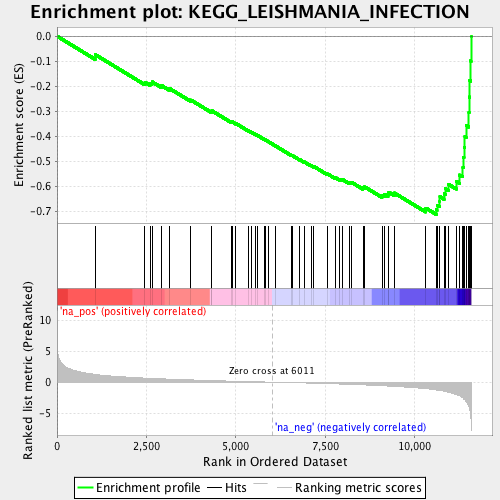 Enrichment plot: KEGG_LEISHMANIA_INFECTION
Enrichment score (ES)
0.0
-0.1
-0.2
-0.3
-0.4
-0.5
-0.6
-0.7
'na_pos' (positively correlated)
Ranked list metric (PreRanked)
10
5
0
-5
Zero cross at 6011
'na_neg' (negatively correlated)
0 2,500 5,000 7,500 10,000
Rank in Ordered Dataset
Enrichment profile Hits Ranking metric scores